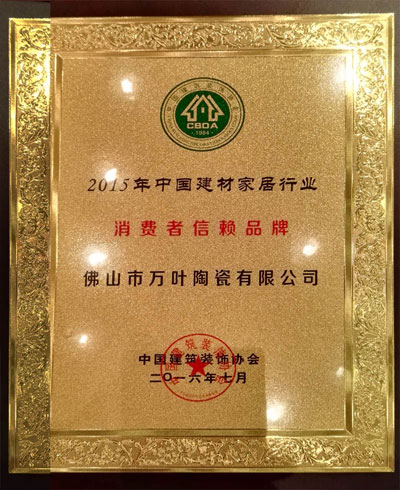 CBDA
·1984·
2015年中国建材家居行业
消费者信赖品牌
佛山市万叶陶瓷有限公司
中国建筑装饰协会
二〇一六年七月